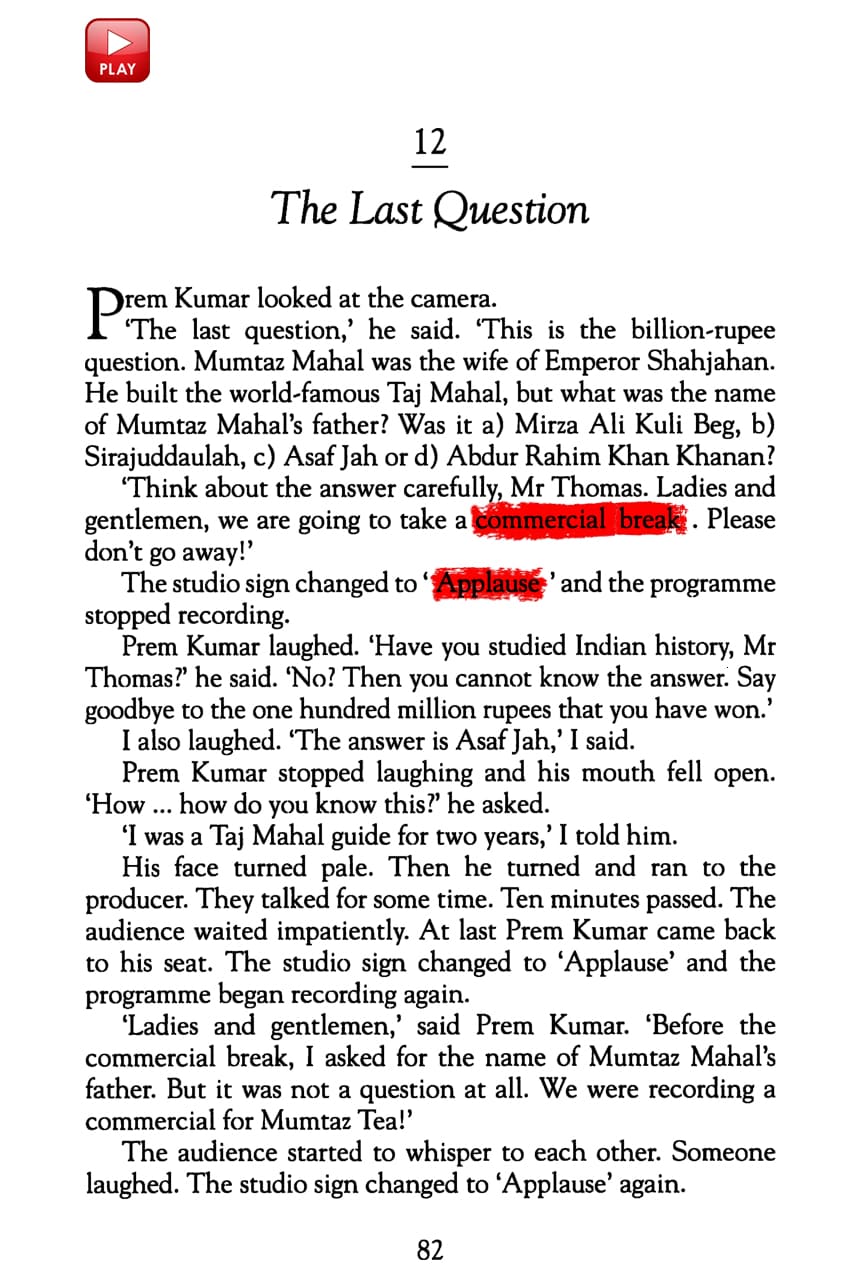 PLAY
12
The Last Question
Prem Kumar looked at the camera.
‘The last question,’ he said. ‘This is the billion-rupee
question. Mumtaz Mahal was the wife of Emperor Shahjahan.
He built the world-famous Taj Mahal, but what was the name
of Mumtaz Mahal’s father? Was it a) Mirza Ali Kuli Beg, b)
Sirajuddaulah, c) Asaf Jah or d) Abdur Rahim Khan Khanan?
‘Think about the answer carefully, Mr Thomas. Ladies and
gentlemen, we are going to take a commercial break . Please
don’t go away!’
The studio sign changed to ‘ Applause ’ and the programme
stopped recording.
Prem Kumar laughed. ‘Have you studied Indian history, Mr
Thomas?’ he said. ‘No? Then you cannot know the answer. Say
goodbye to the one hundred million rupees that you have won.’
I also laughed. ‘The answer is Asaf Jah,’ I said.
Prem Kumar stopped laughing and his mouth fell open.
‘How ... how do you know this?’ he asked.
‘I was a Taj Mahal guide for two years,’ I told him.
His face turned pale. Then he turned and ran to the
producer. They talked for some time. Ten minutes passed. The
audience waited impatiently. At last Prem Kumar came back
to his seat. The studio sign changed to ‘Applause’ and the
programme began recording again.
‘Ladies and gentlemen,’ said Prem Kumar. ‘Before the
commercial break, I asked for the name of Mumtaz Mahal’s
father. But it was not a question at all. We were recording a
commercial for Mumtaz Tea!’
The audience started to whisper to each other. Someone
laughed. The studio sign changed to ‘Applause’ again.
82